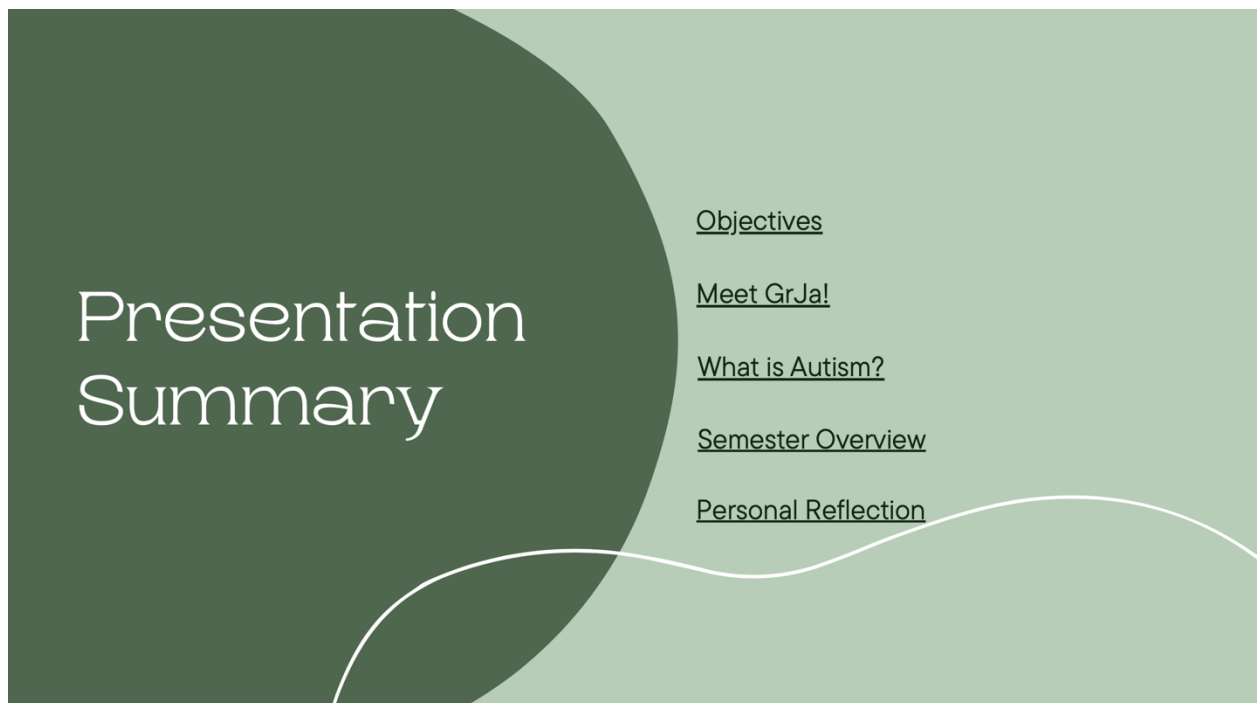 Presentation
Summary
Objectives
Meet GrJa!
What is Autism?
Semester Overview
Personal Reflection